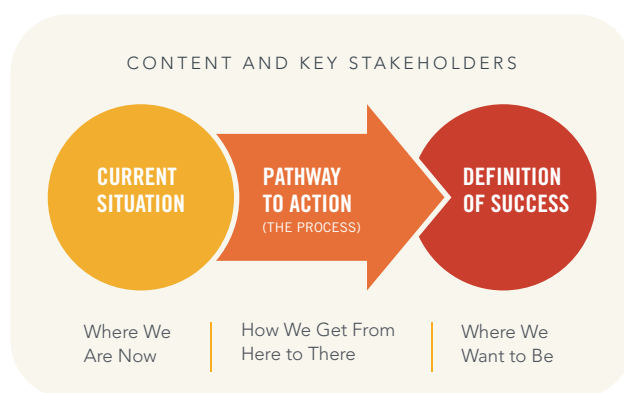 CONTENT AND KEY STAKEHOLDERS
CURRENT
SITUATION
PATHWAY
TO ACTION
(THE PROCESS)
DEFINITION
OF SUCCESS
Where We
Are Now
How We Get From
Here to There
Where We
Want to Be